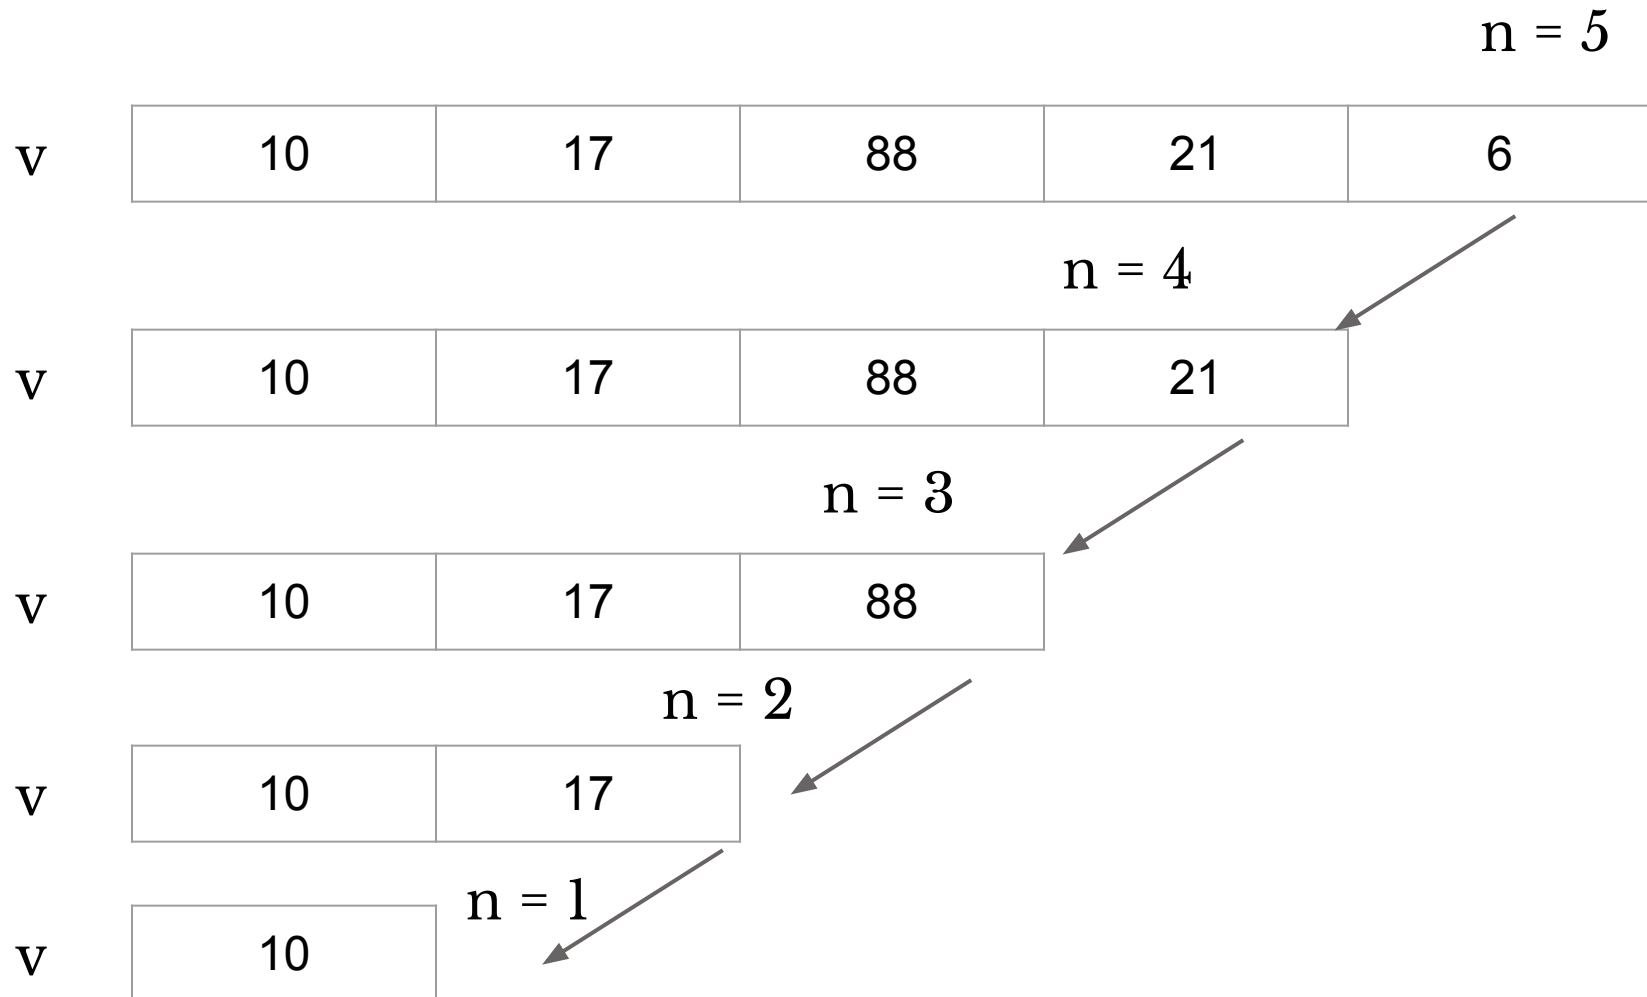 n = 5
v 10 17 88 21 6
n = 4
v 10 17 88 21
n = 3
v 10 17 88
n = 2
v 10 17
n = 1
v 10